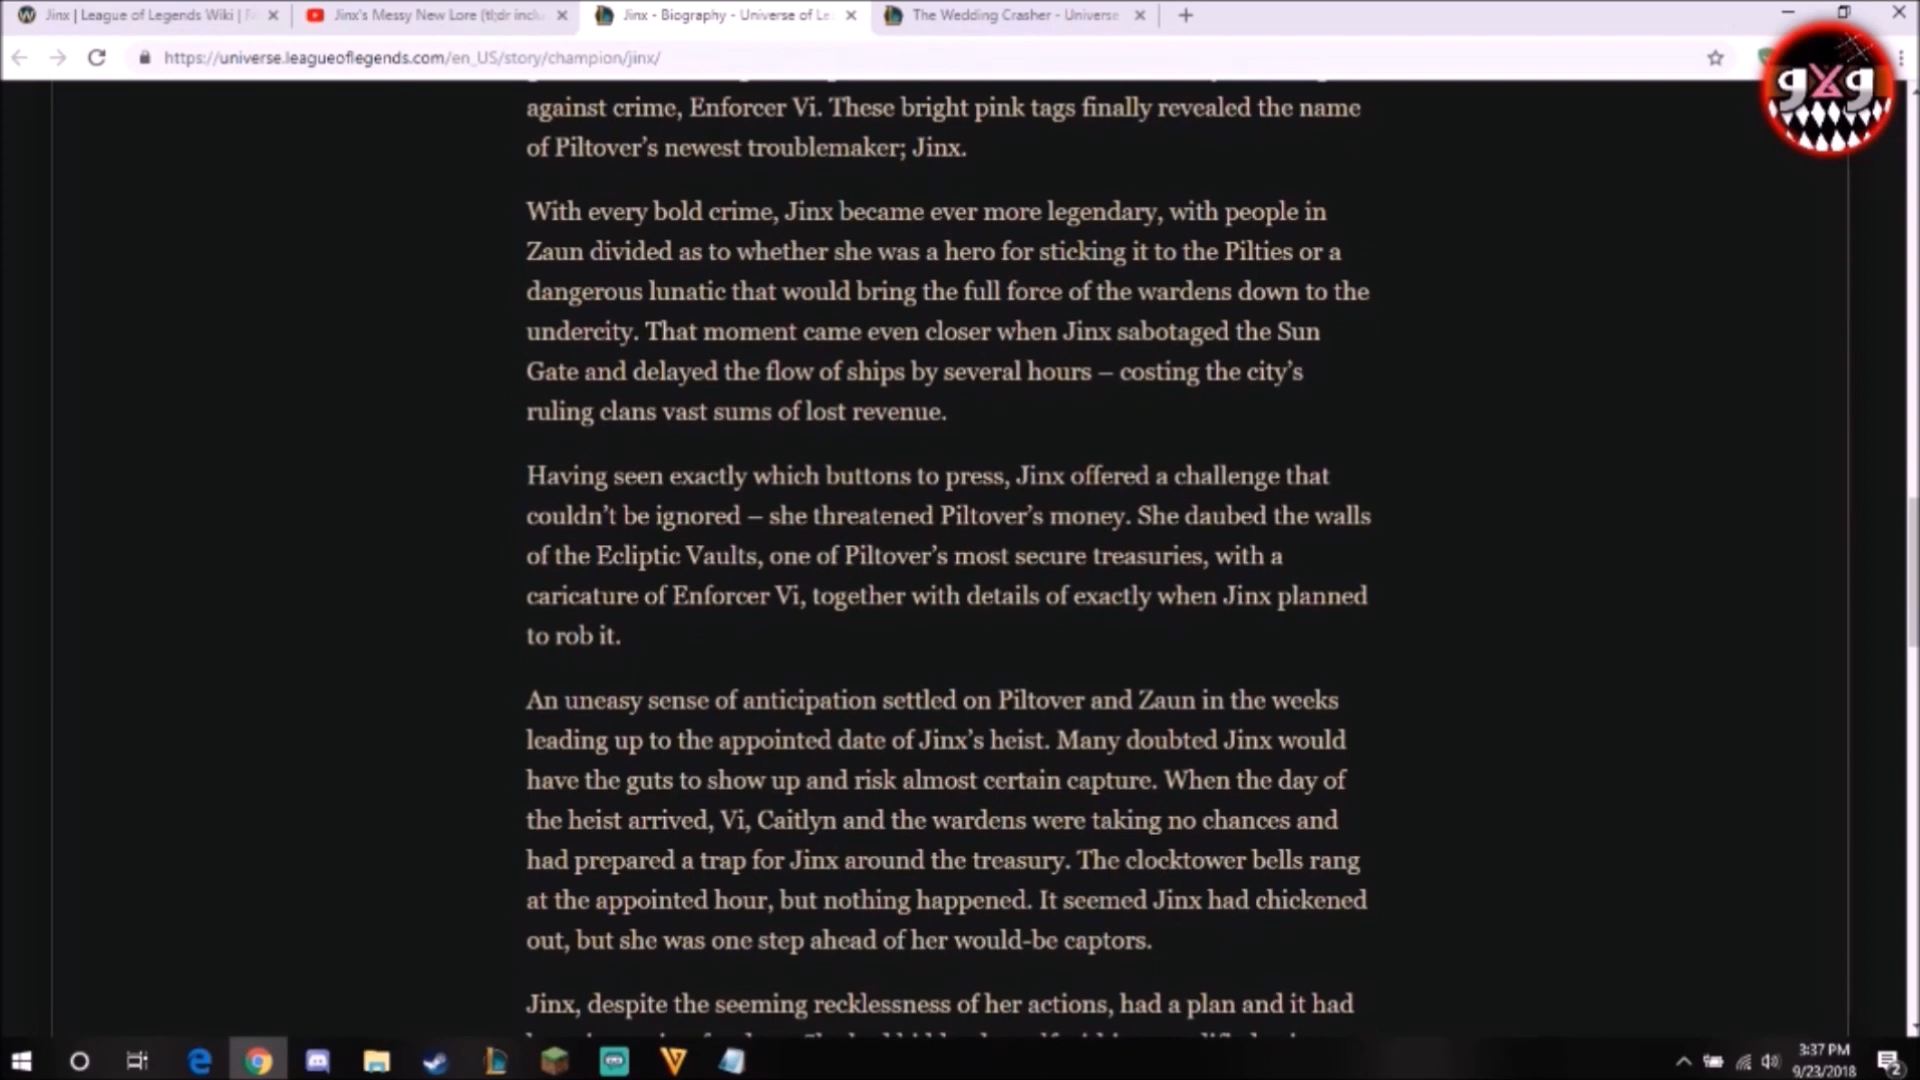 Jinx | League of Legends Wiki |
Jinx's Messy New Lore (tl;dr inclu
Jinx - Biography - Universe of Le
The Wedding Crasher - Universe
https://universe.leagueoflegends.com/en_US/story/champion/jinx/
gXg
against crime, Enforcer Vi. These bright pink tags finally revealed the name
of Piltover’s newest troublemaker; Jinx.
With every bold crime, Jinx became ever more legendary, with people in
Zaun divided as to whether she was a hero for sticking it to the Pilties or a
dangerous lunatic that would bring the full force of the wardens down to the
undercity. That moment came even closer when Jinx sabotaged the Sun
Gate and delayed the flow of ships by several hours – costing the city’s
ruling clans vast sums of lost revenue.
Having seen exactly which buttons to press, Jinx offered a challenge that
couldn’t be ignored – she threatened Piltover’s money. She daubed the walls
of the Ecliptic Vaults, one of Piltover’s most secure treasuries, with a
caricature of Enforcer Vi, together with details of exactly when Jinx planned
to rob it.
An uneasy sense of anticipation settled on Piltover and Zaun in the weeks
leading up to the appointed date of Jinx’s heist. Many doubted Jinx would
have the guts to show up and risk almost certain capture. When the day of
the heist arrived, Vi, Caitlyn and the wardens were taking no chances and
had prepared a trap for Jinx around the treasury. The clocktower bells rang
at the appointed hour, but nothing happened. It seemed Jinx had chickened
out, but she was one step ahead of her would-be captors.
Jinx, despite the seeming recklessness of her actions, had a plan and it had
3:37 PM
9/23/2018
2